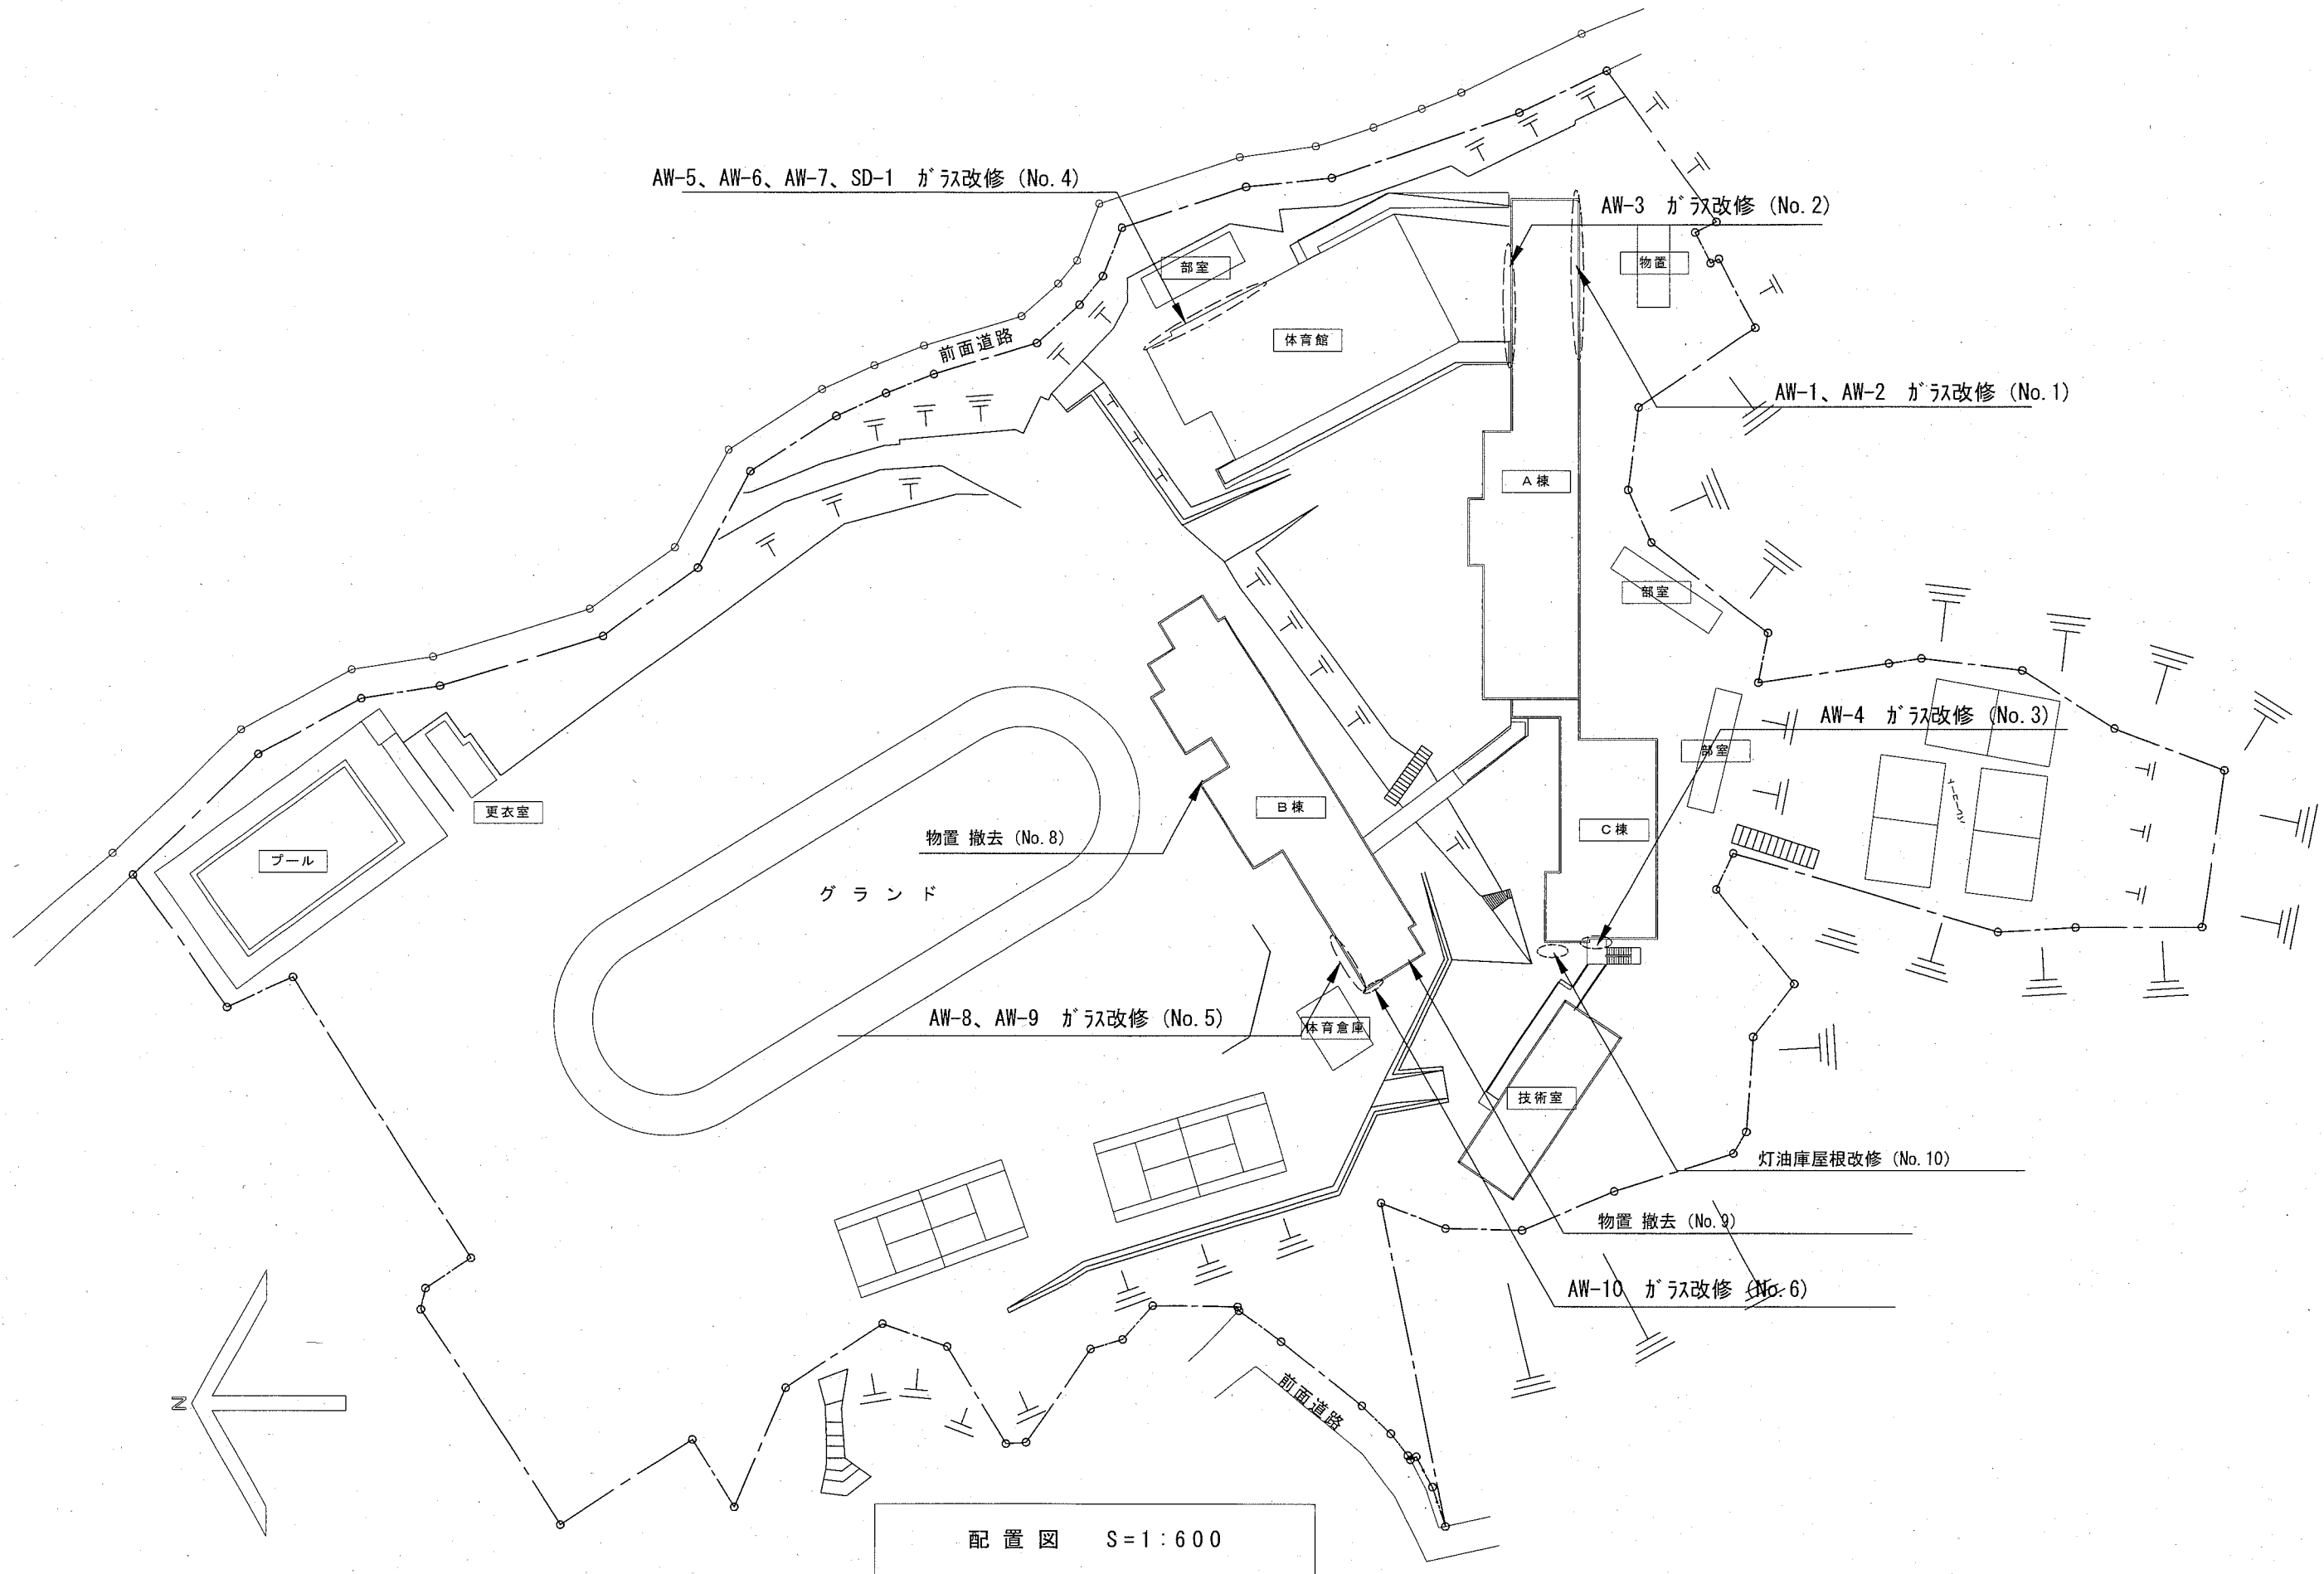 AW-5、AW-6、AW-7、SD-1 ガラス改修 (No.4)
AW-3 ガラス改修 (No.2)
部室
物置
前面道路
体育館
AW-1、AW-2 ガラス改修 (No.1)
A棟
部室
AW-4 ガラス改修 (No.3)
部室
更衣室
B棟
C棟
物置 撤去 (No.8)
プール
グランド
AW-8、AW-9 ガラス改修 (No.5)
体育倉庫
技術室
灯油庫屋根改修 (No.10)
物置 撤去 (No.9)
AW-10 ガラス改修 (No.6)
N
前面道路
配置図 S=1:600